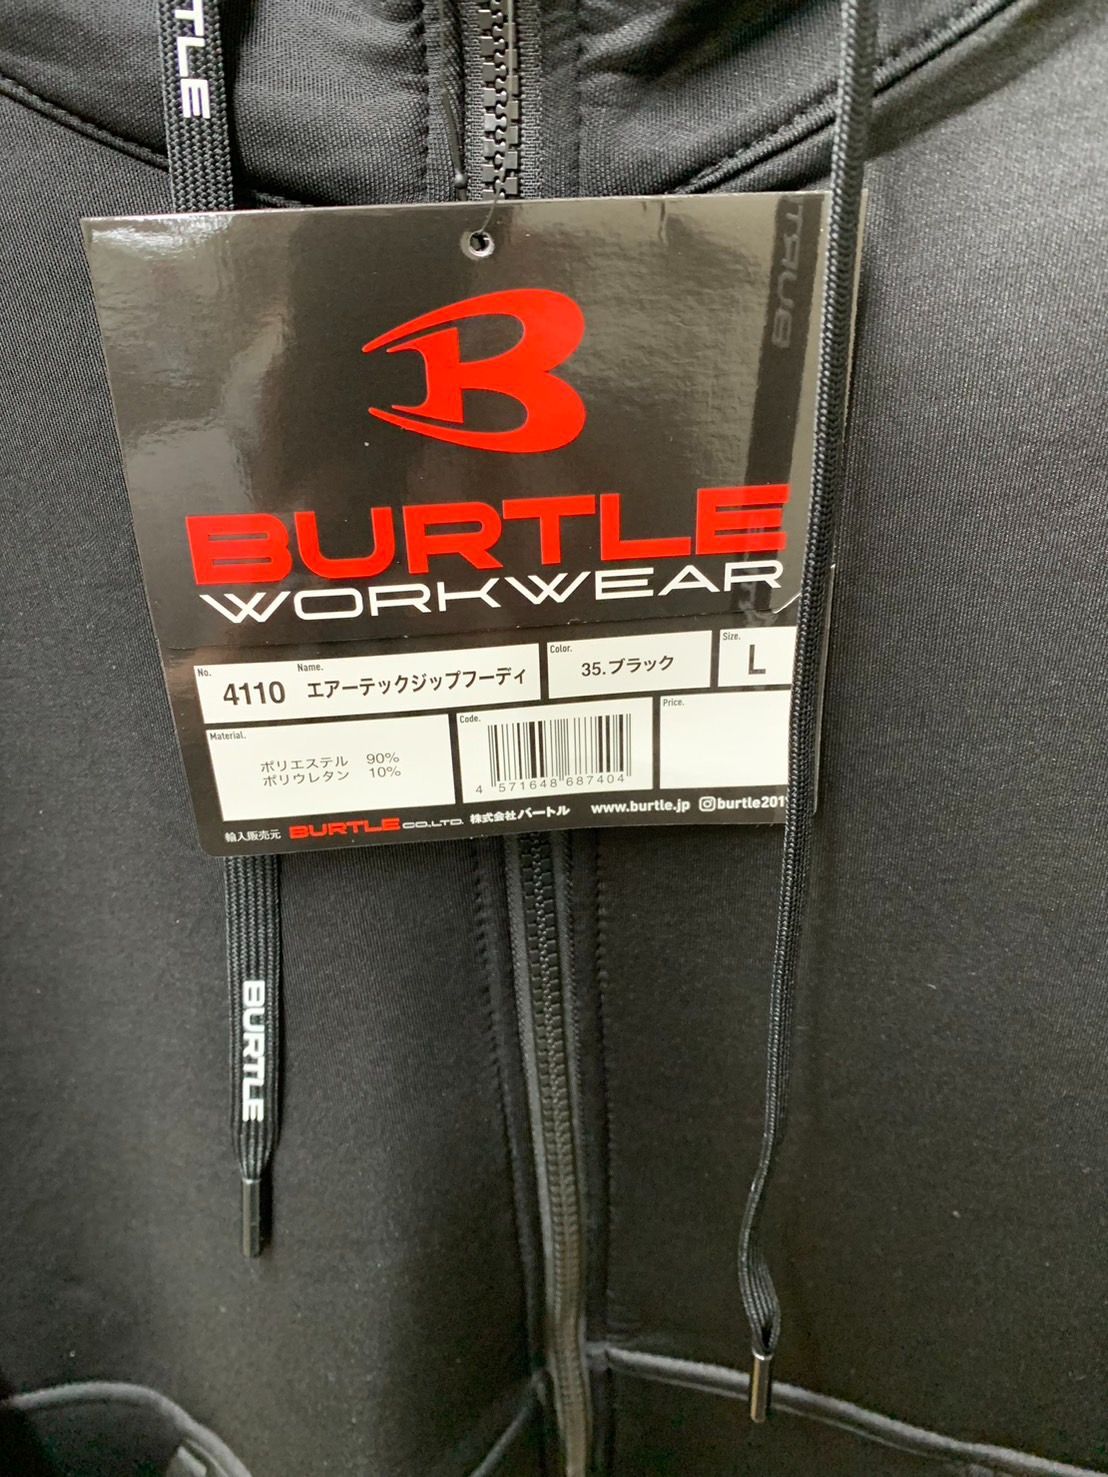 TLE
BURTLE
WORKWEAR
No. 4110 Name. エアーテックジップフーディ
Color. 35.ブラック
Size. L
Material.
ポリエステル 90%
ポリウレタン 10%
Code.
4 571648 687404
Price.
輸入販売元 BURTLE CO.,LTD. 株式会社バートル www.burtle.jp burtle201
BURTLE